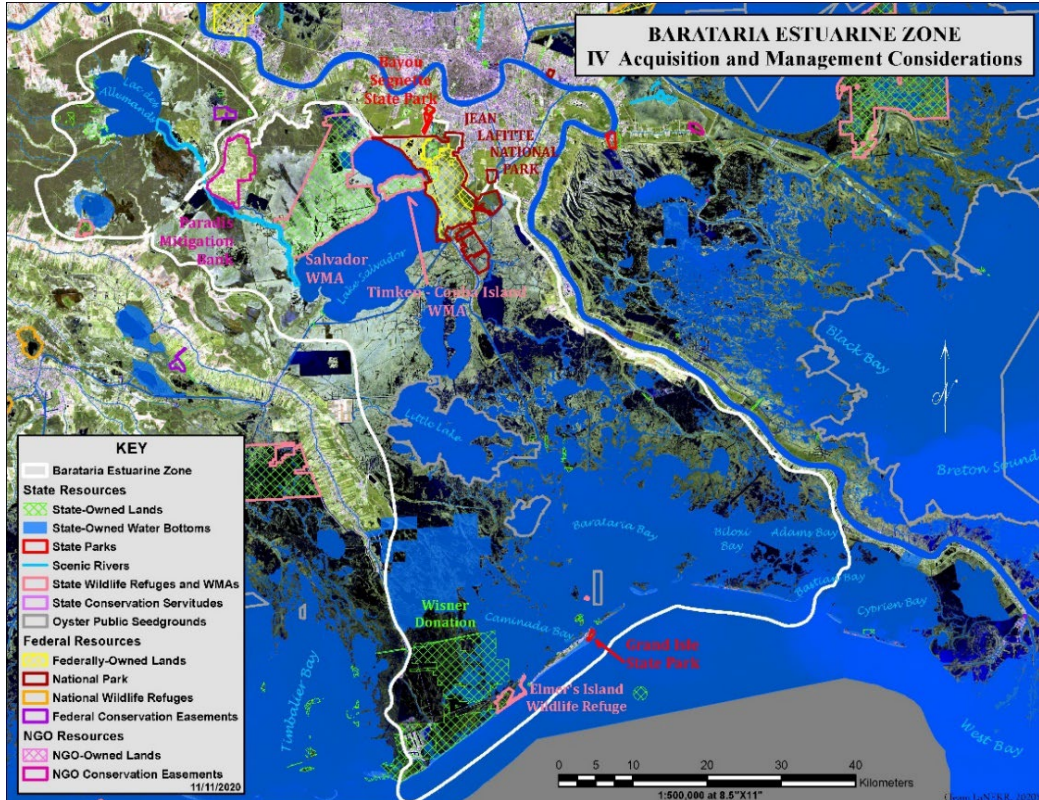 BARATARIA ESTUARINE ZONE
IV Acquisition and Management Considerations
Lac des
Allemands
Bayou
Segnette
State Park
JEAN
LAFITTE
NATIONAL
PARK
Paradis
Mitigation
Bank
Salvador
WMA
Lake Salvador
Timken - Couba Island
WMA
Black Bay
N
Little Lake
Breton Sound
Barataria Bay
Biloxi
Bay
Adams Bay
Bastian Bay
Cyprien Bay
Wisner
Donation
Caminada Bay
Grand Isle
State Park
Elmer's Island
Wildlife Refuge
Timbalier Bay
West Bay
KEY
Barataria Estuarine Zone
State Resources
State-Owned Lands
State-Owned Water Bottoms
State Parks
Scenic Rivers
State Wildlife Refuges and WMAs
State Conservation Servitudes
Oyster Public Seedgrounds
Federal Resources
Federally-Owned Lands
National Park
National Wildlife Refuges
Federal Conservation Easements
NGO Resources
NGO-Owned Lands
NGO Conservation Easements
11/11/2020
0 5 10 20 30 40
Kilometers
1:500,000 at 8.5"X11"